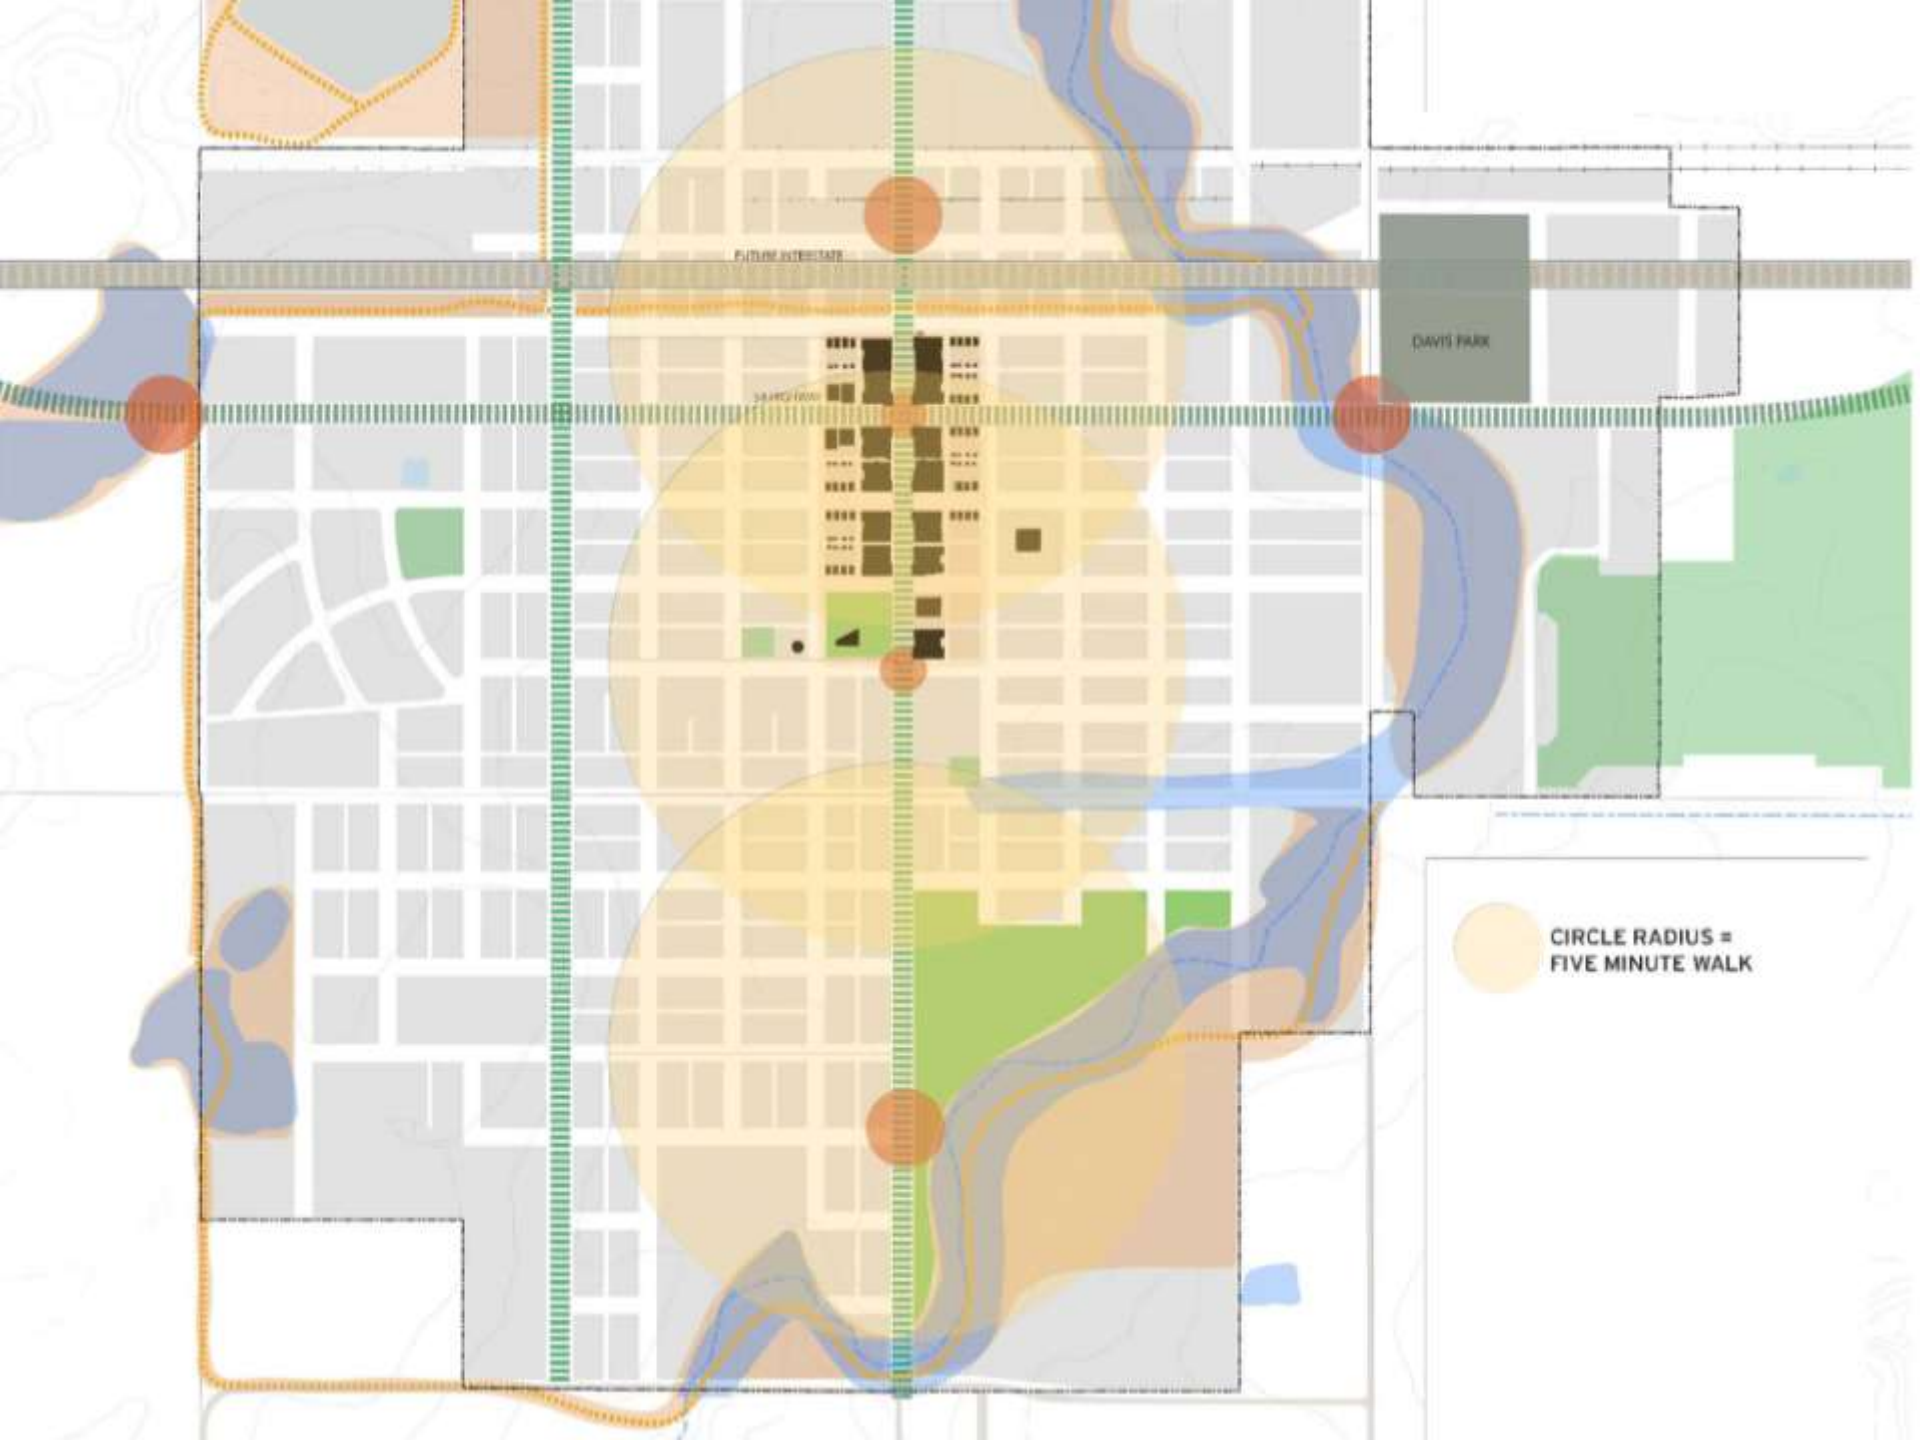 FUTURE INTERSTATE
DAVIS PARK
CIRCLE RADIUS =
FIVE MINUTE WALK